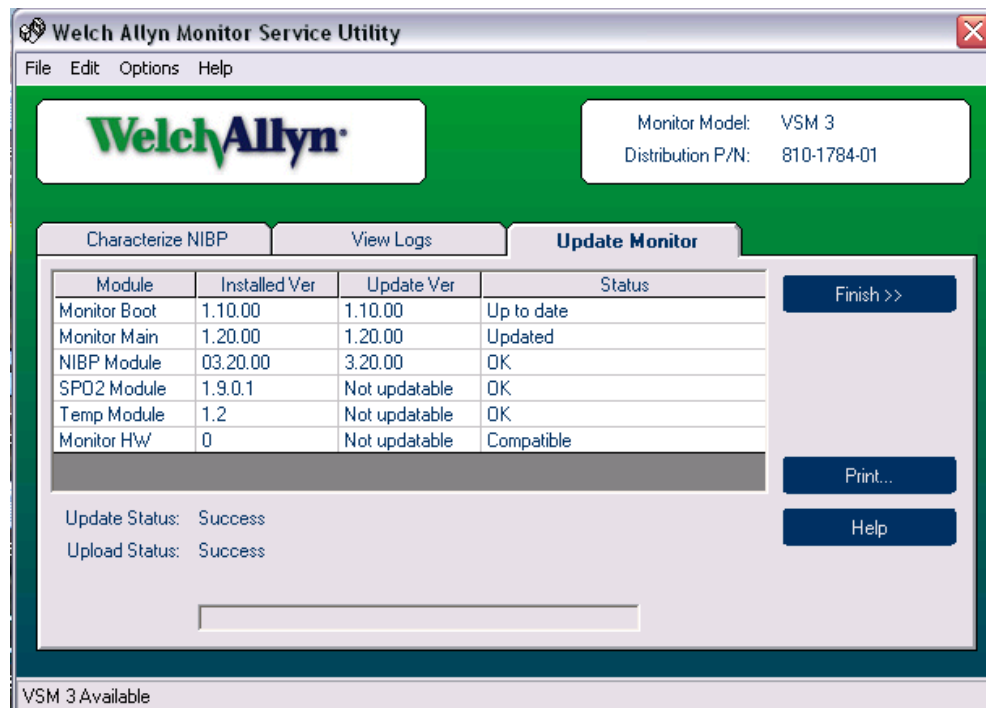 Welch Allyn Monitor Service Utility
File Edit Options Help
WelchAllyn
Monitor Model: VSM 3
Distribution P/N: 810-1784-01
Characterize NIBP View Logs Update Monitor
Module Installed Ver Update Ver Status
Monitor Boot 1.10.00 1.10.00 Up to date
Monitor Main 1.20.00 1.20.00 Updated
NIBP Module 03.20.00 3.20.00 OK
SPO2 Module 1.9.0.1 Not updatable OK
Temp Module 1.2 Not updatable OK
Monitor HW 0 Not updatable Compatible
Finish >>
Print...
Help
Update Status: Success
Upload Status: Success
VSM 3 Available